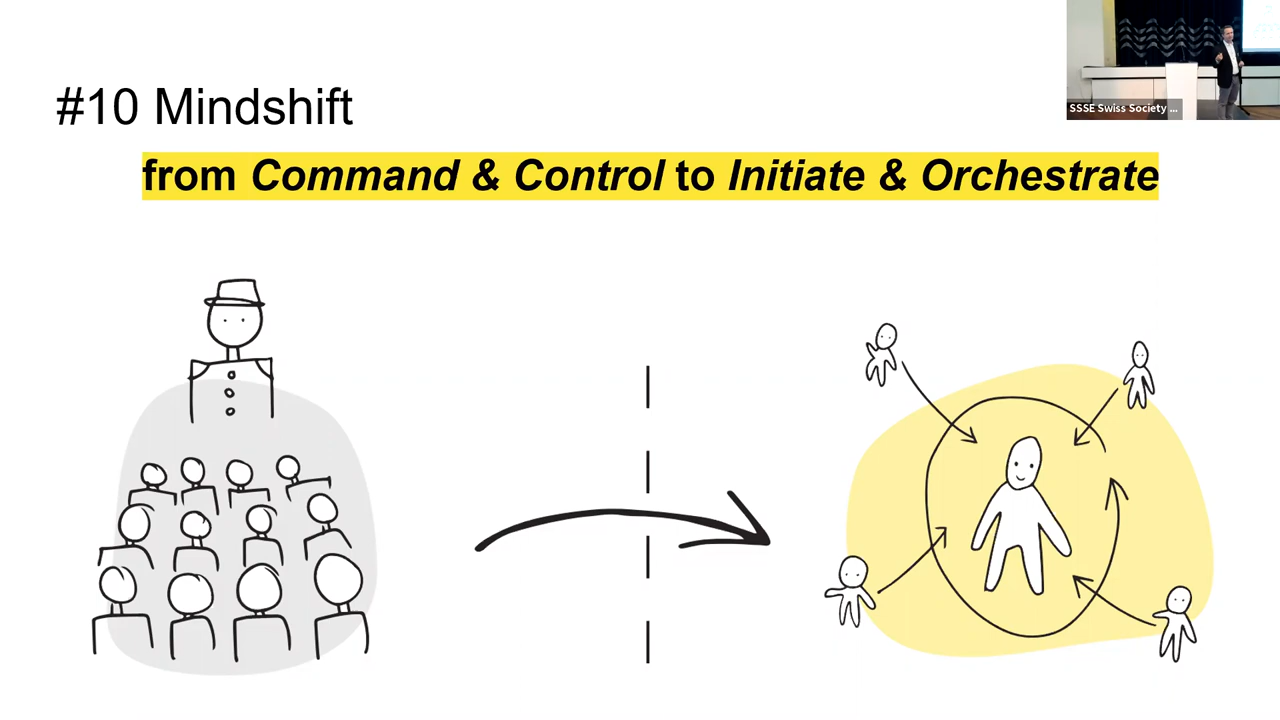 #10 Mindshift
from Command & Control to Initiate & Orchestrate
SSSE Swiss Society ...